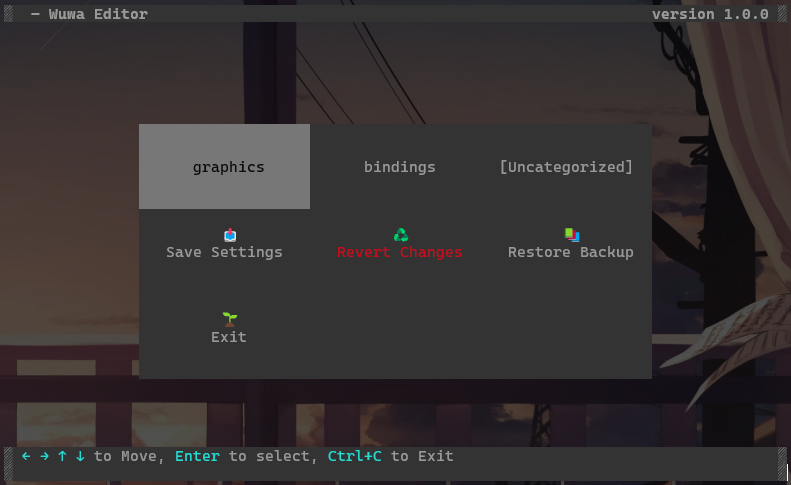 — Wuwa Editor version 1.0.0
graphics bindings [Uncategorized]
Save Settings Revert Changes Restore Backup
Exit
← → ↑ ↓ to Move, Enter to select, Ctrl+C to Exit